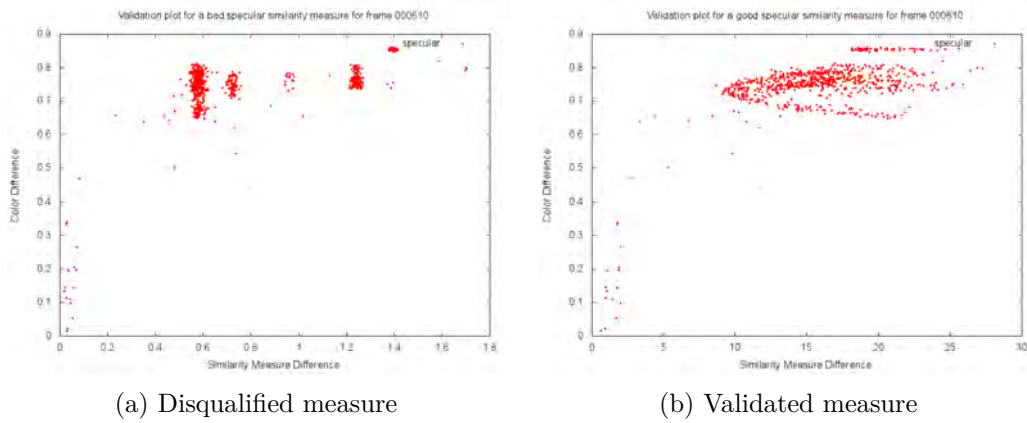 Validation plot for a bad specular similarity measure for frame 000610
0.9
0.8
0.7
0.6
0.5
0.4
0.3
0.2
0.1
0
Color Difference
specular
0 0.2 0.4 0.6 0.8 1 1.2 1.4 1.6 1.8
Similarity Measure Difference
(a) Disqualified measure
Validation plot for a good specular similarity measure for frame 000610
0.9
0.8
0.7
0.6
0.5
0.4
0.3
0.2
0.1
0
Color Difference
specular
0 5 10 15 20 25 30
Similarity Measure Difference
(b) Validated measure